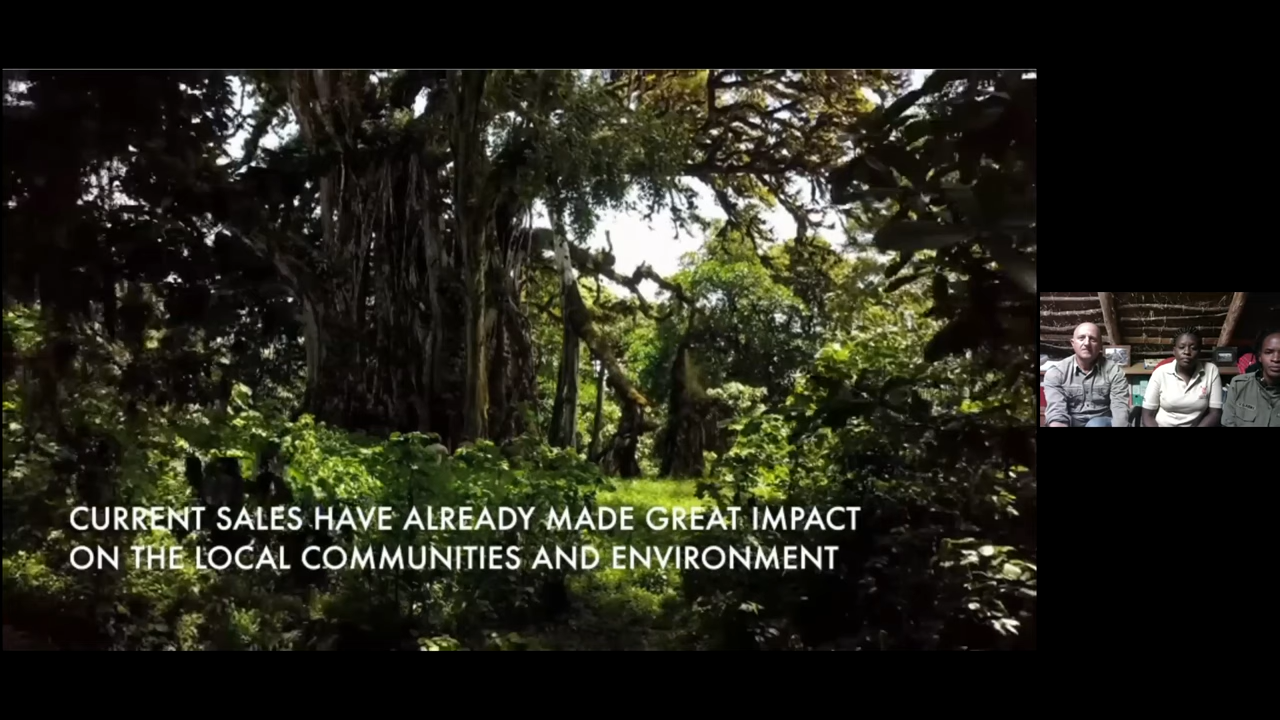 CURRENT SALES HAVE ALREADY MADE GREAT IMPACT
ON THE LOCAL COMMUNITIES AND ENVIRONMENT